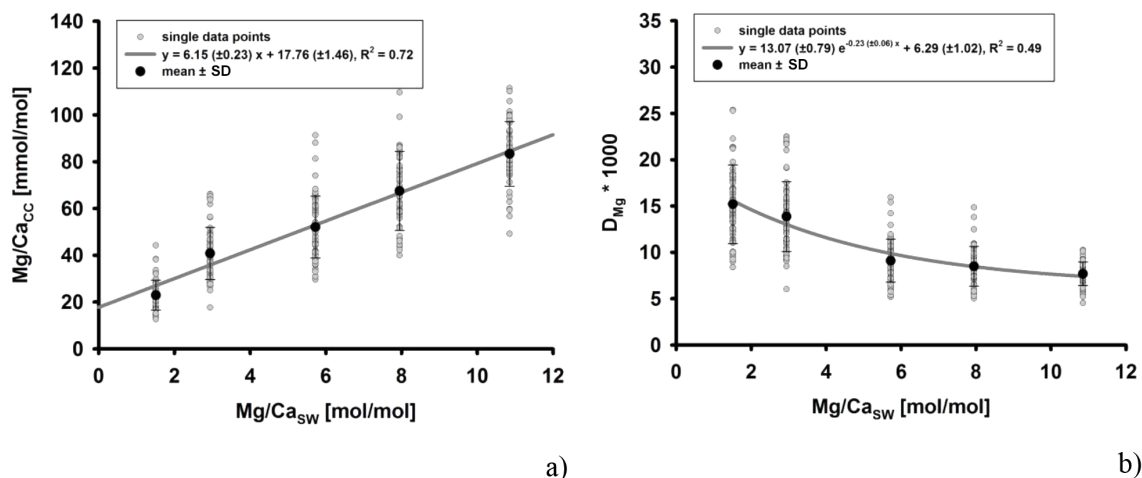 140
120
100
80
60
40
20
0
Mg/Ca_CC [mmol/mol]
single data points
y = 6.15 (±0.23) x + 17.76 (±1.46), R² = 0.72
mean ± SD
0 2 4 6 8 10 12
Mg/Ca_SW [mol/mol]
a)
35
30
25
20
15
10
5
0
D_Mg * 1000
single data points
y = 13.07 (±0.79) e^-0.23 (±0.06) x + 6.29 (±1.02), R² = 0.49
mean ± SD
0 2 4 6 8 10 12
Mg/Ca_SW [mol/mol]
b)